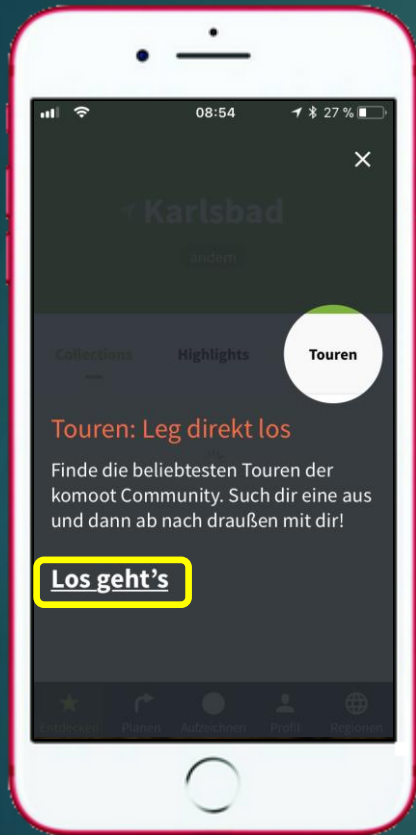 08:54 27 %
Karlsbad
ändern
Collections Highlights Touren
Touren: Leg direkt los
Finde die beliebtesten Touren der
komoot Community. Such dir eine aus
und dann ab nach draußen mit dir!
Los geht’s
Entdecken Planen Aufzeichnen Profil Regionen